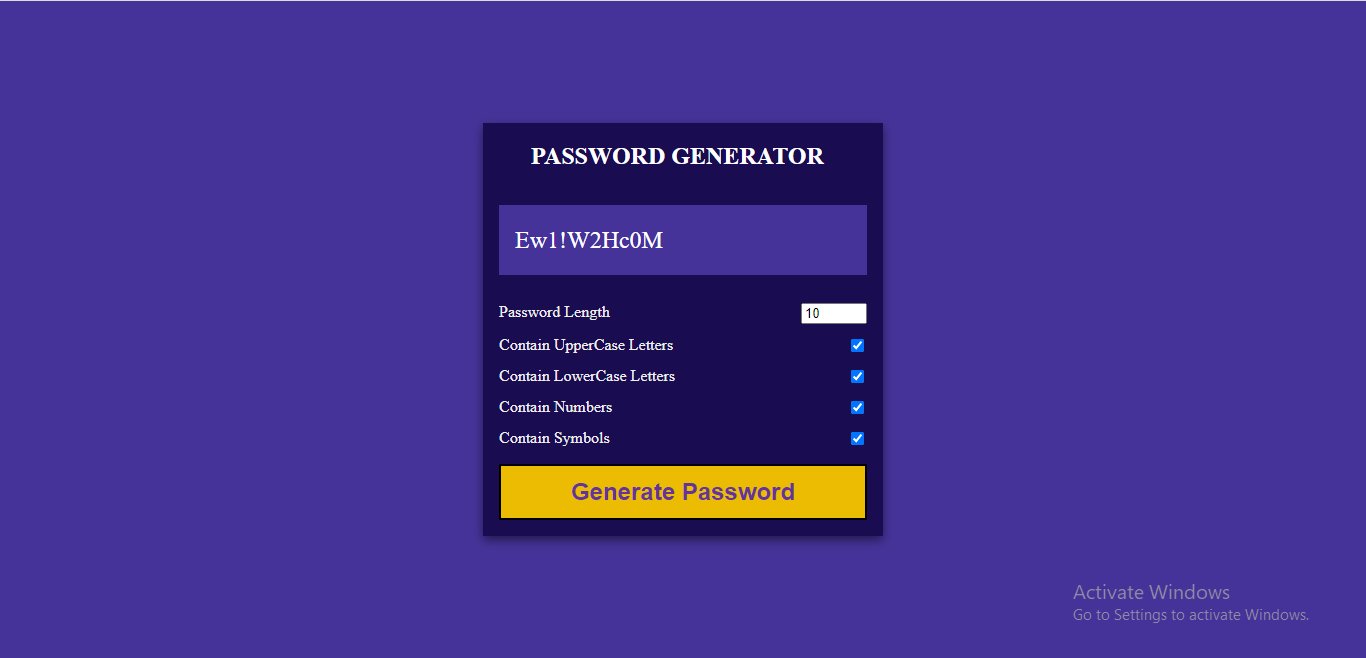 PASSWORD GENERATOR
Ew1!W2Hc0M
Password Length 10
Contain UpperCase Letters
Contain LowerCase Letters
Contain Numbers
Contain Symbols
Generate Password
Activate Windows
Go to Settings to activate Windows.